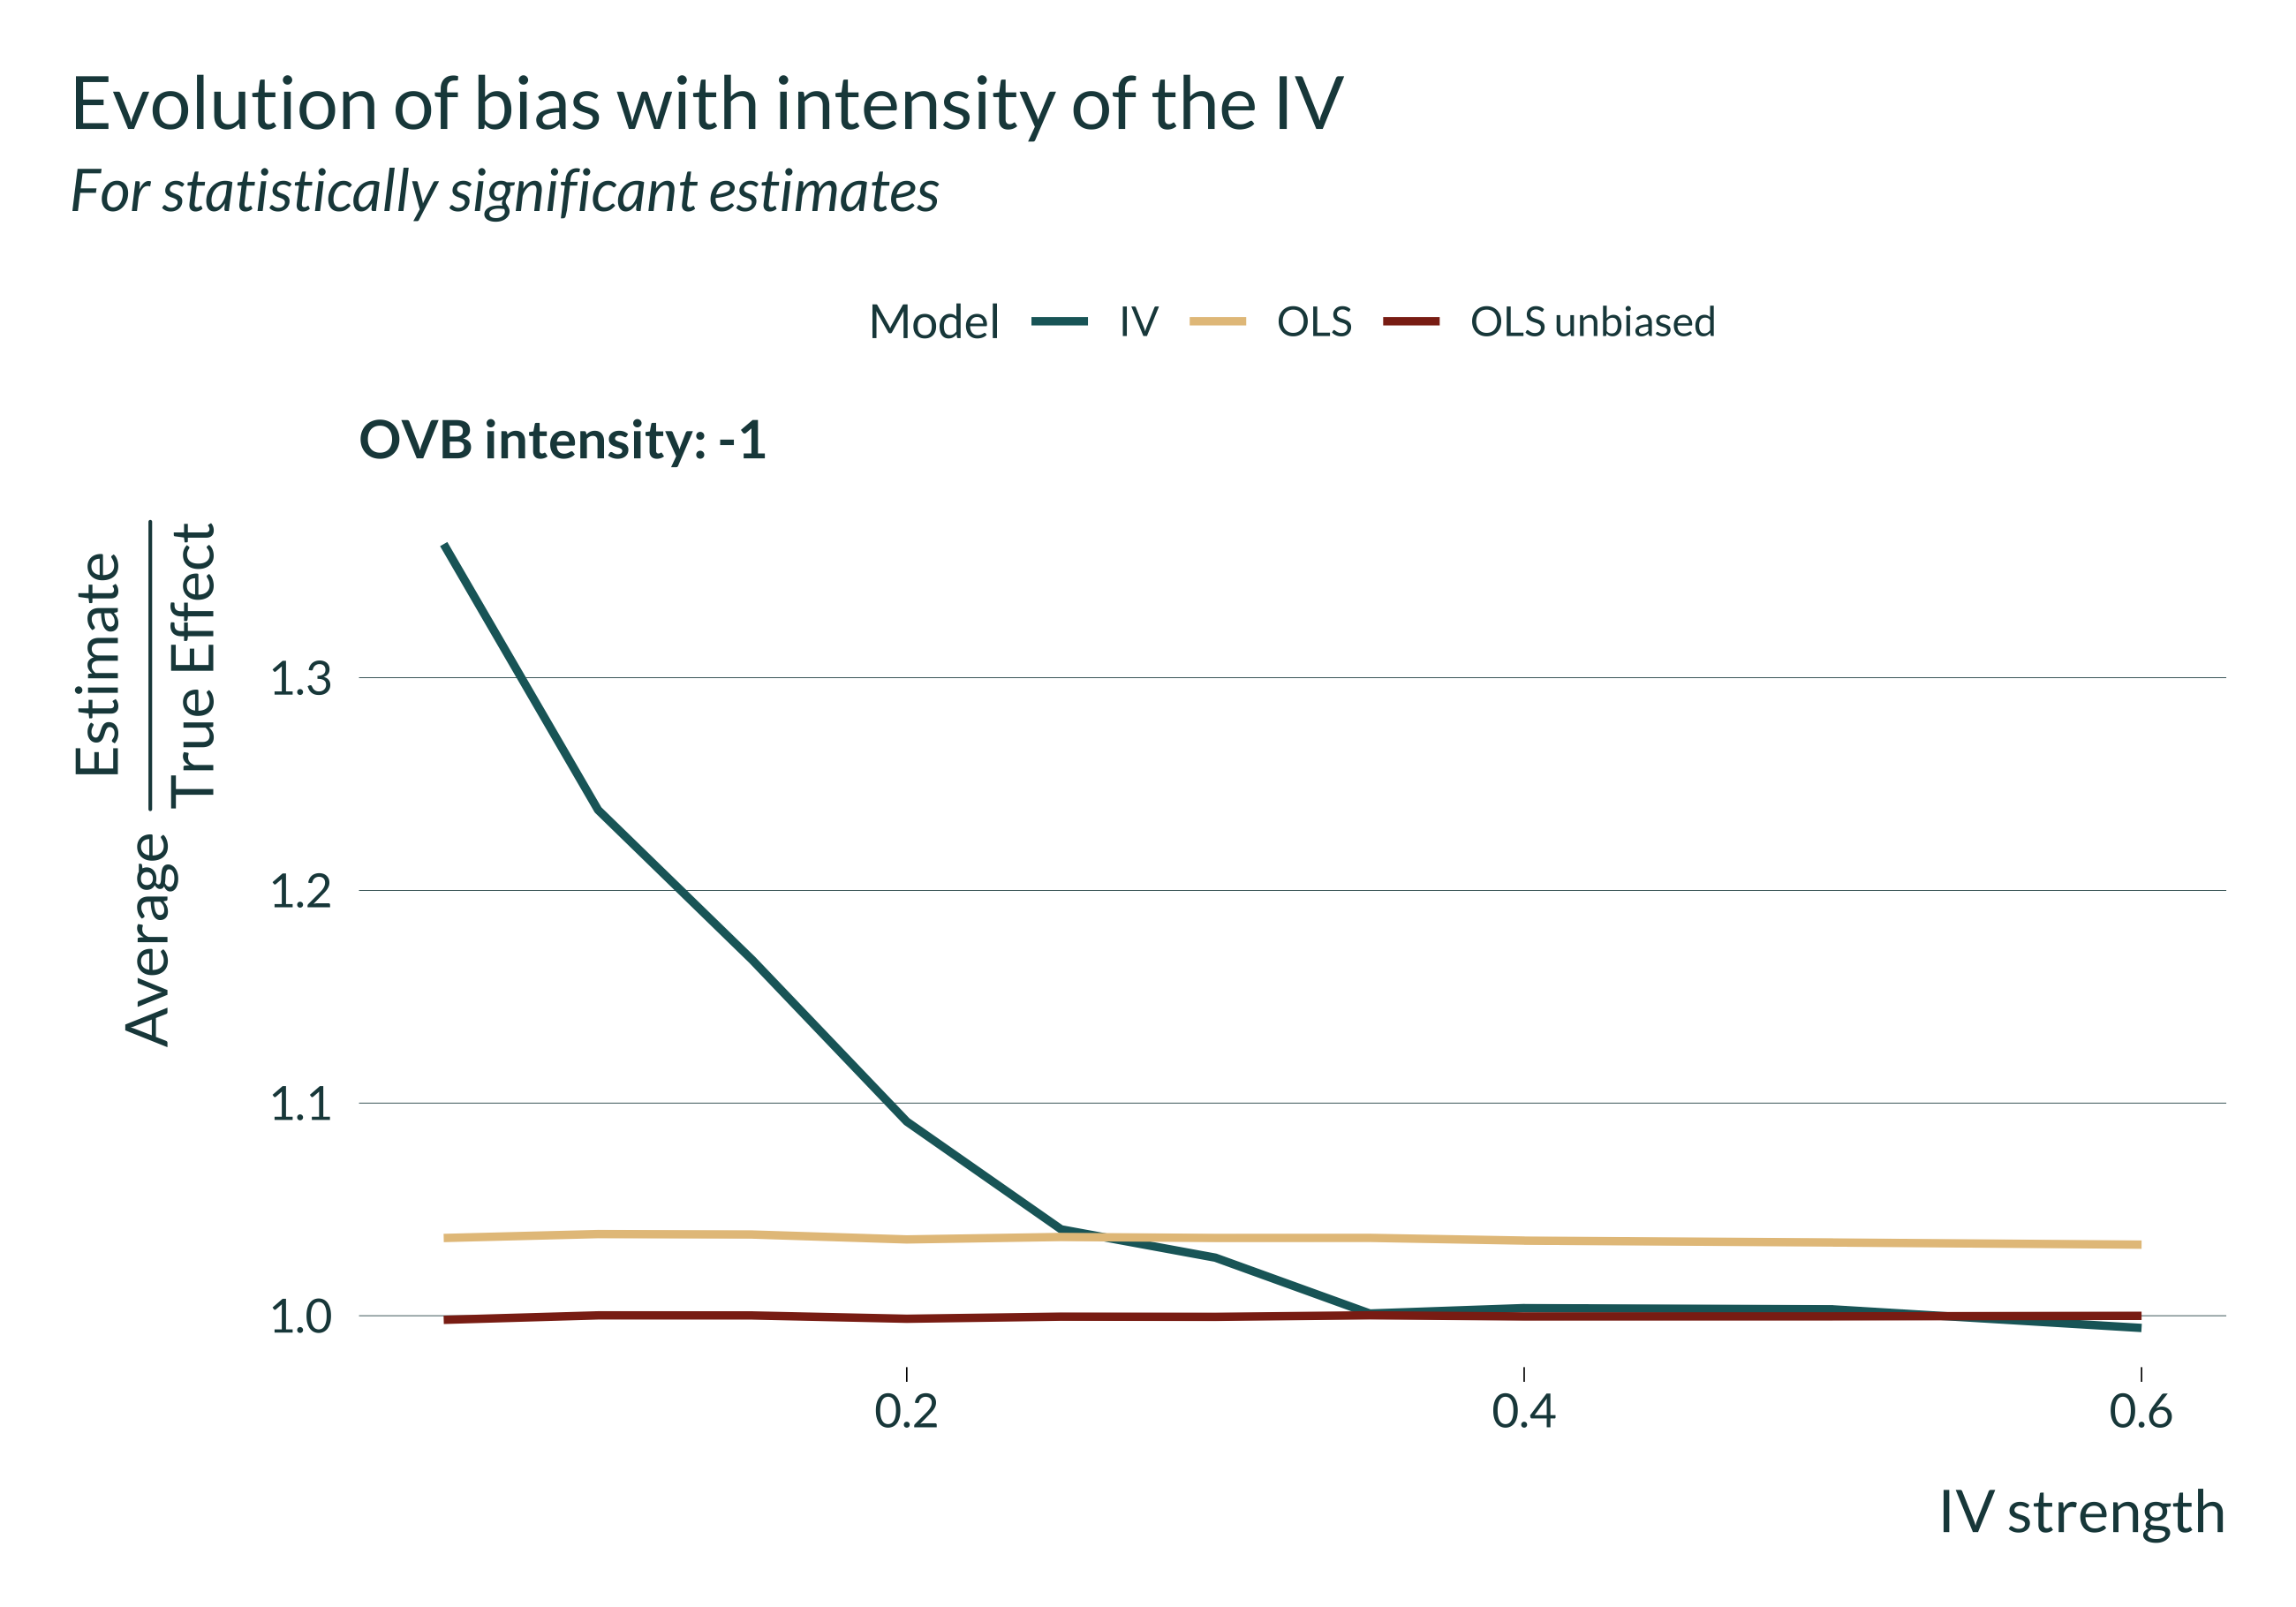 Evolution of bias with intensity of the IV
For statistically significant estimates
Model IV OLS OLS unbiased
OVB intensity: -1
Average Estimate
True Effect
1.3
1.2
1.1
1.0
0.2 0.4 0.6
IV strength